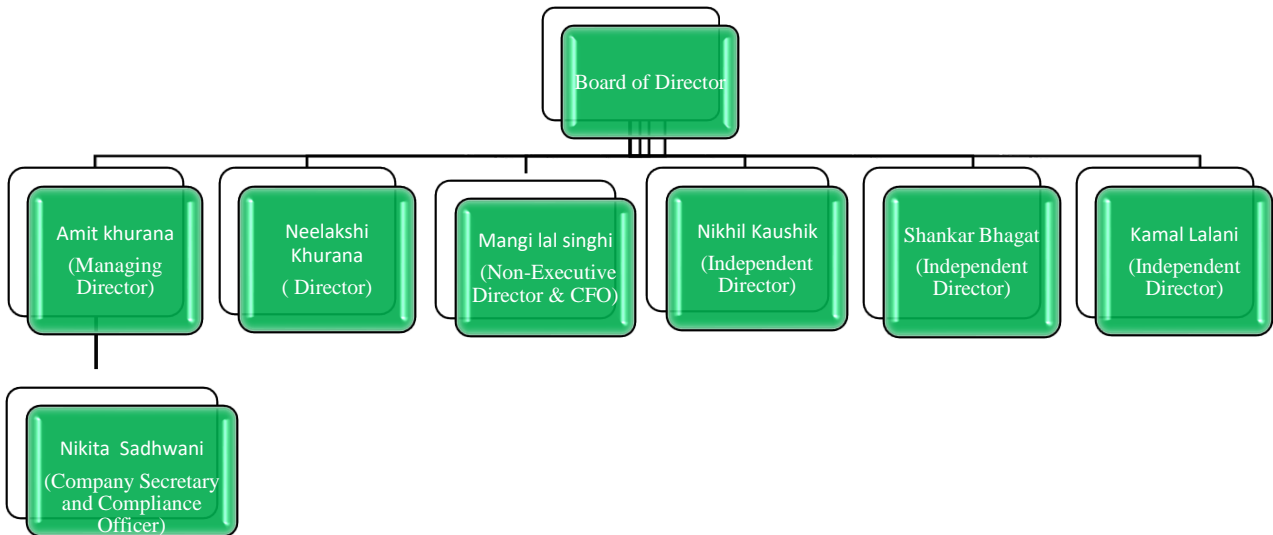 Board of Director
Amit khurana
(Managing
Director)
Neelakshi
Khurana
( Director)
Mangi lal singhi
(Non-Executive
Director & CFO)
Nikhil Kaushik
(Independent
Director)
Shankar Bhagat
(Independent
Director)
Kamal Lalani
(Independent
Director)
Nikita  Sadhwani
(Company Secretary
and Compliance
Officer)